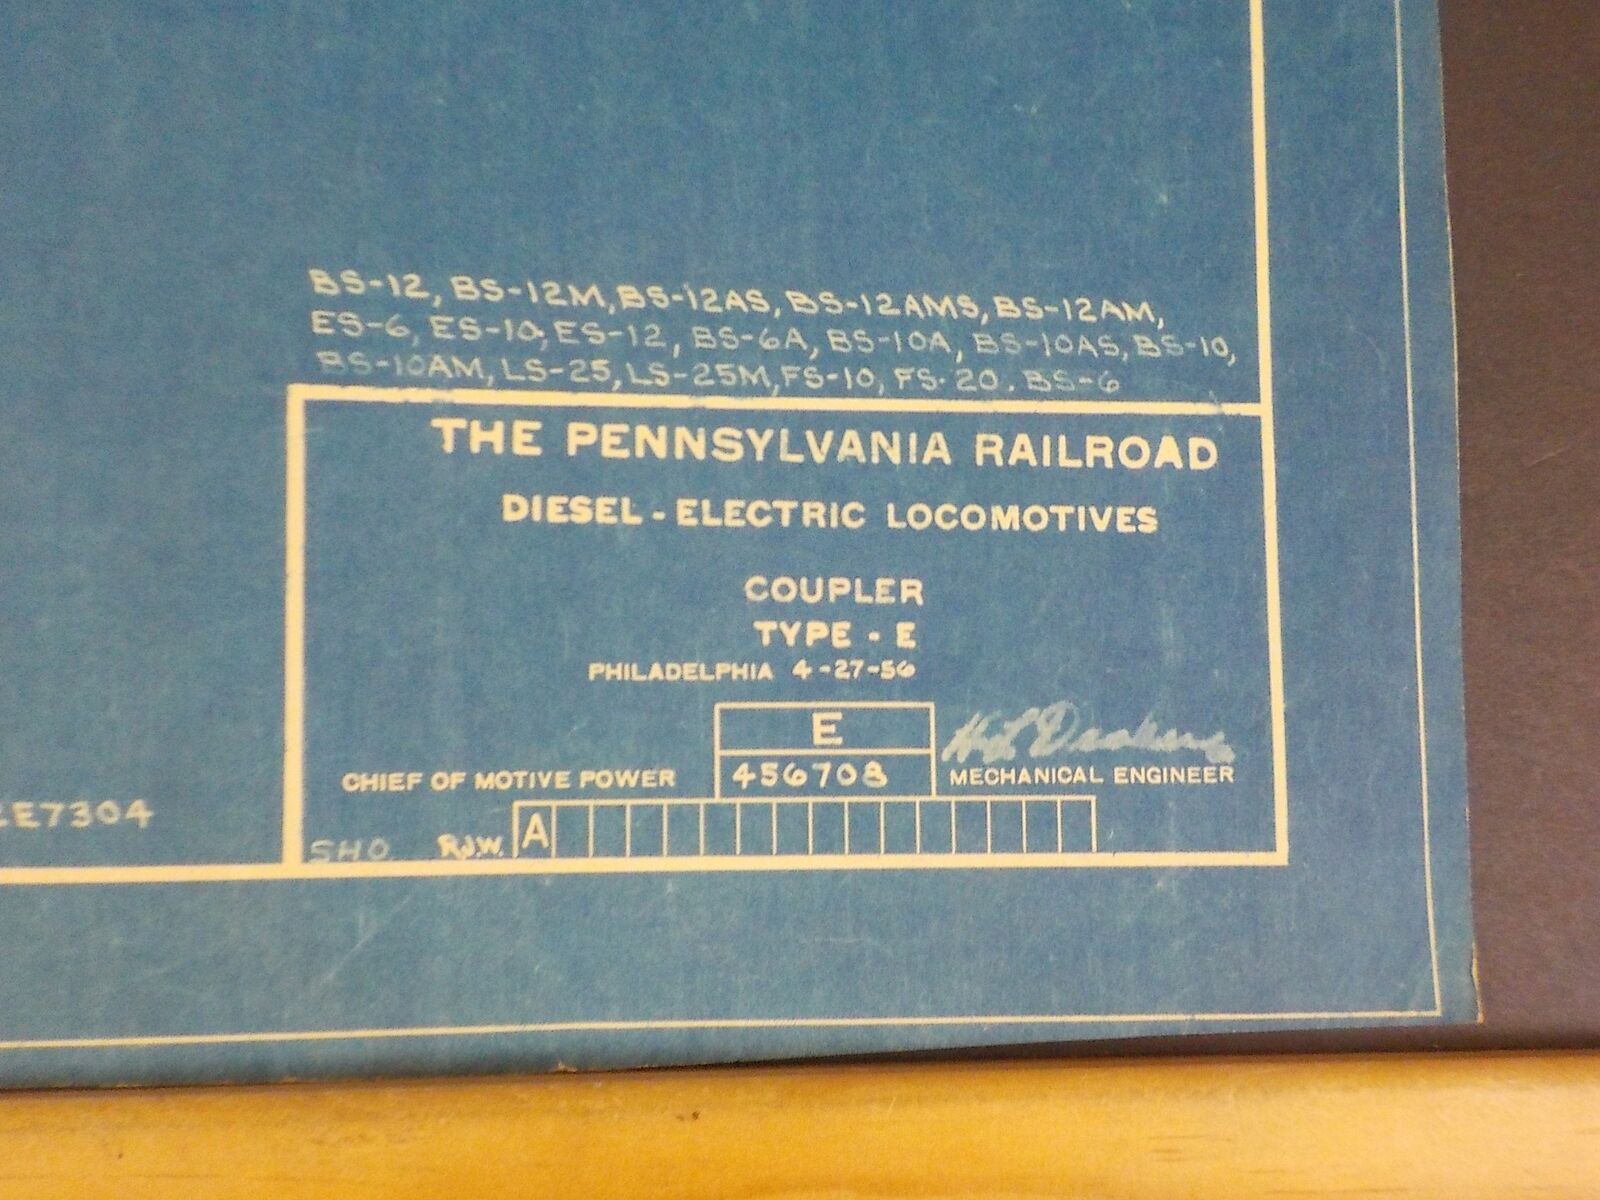 BS-12, BS-12M, BS-12AS, BS-12AMS, BS-12AM,
ES-6, ES-10, ES-12, BS-6A, BS-10A, BS-10AS, BS-10,
BS-10AM, LS-25, LS-25M, FS-10, FS-20. BS-6
THE PENNSYLVANIA RAILROAD
DIESEL - ELECTRIC LOCOMOTIVES
COUPLER
TYPE - E
PHILADELPHIA 4-27-56
E
456708
CHIEF OF MOTIVE POWER
MECHANICAL ENGINEER
E7304
SHO R.J.W. A